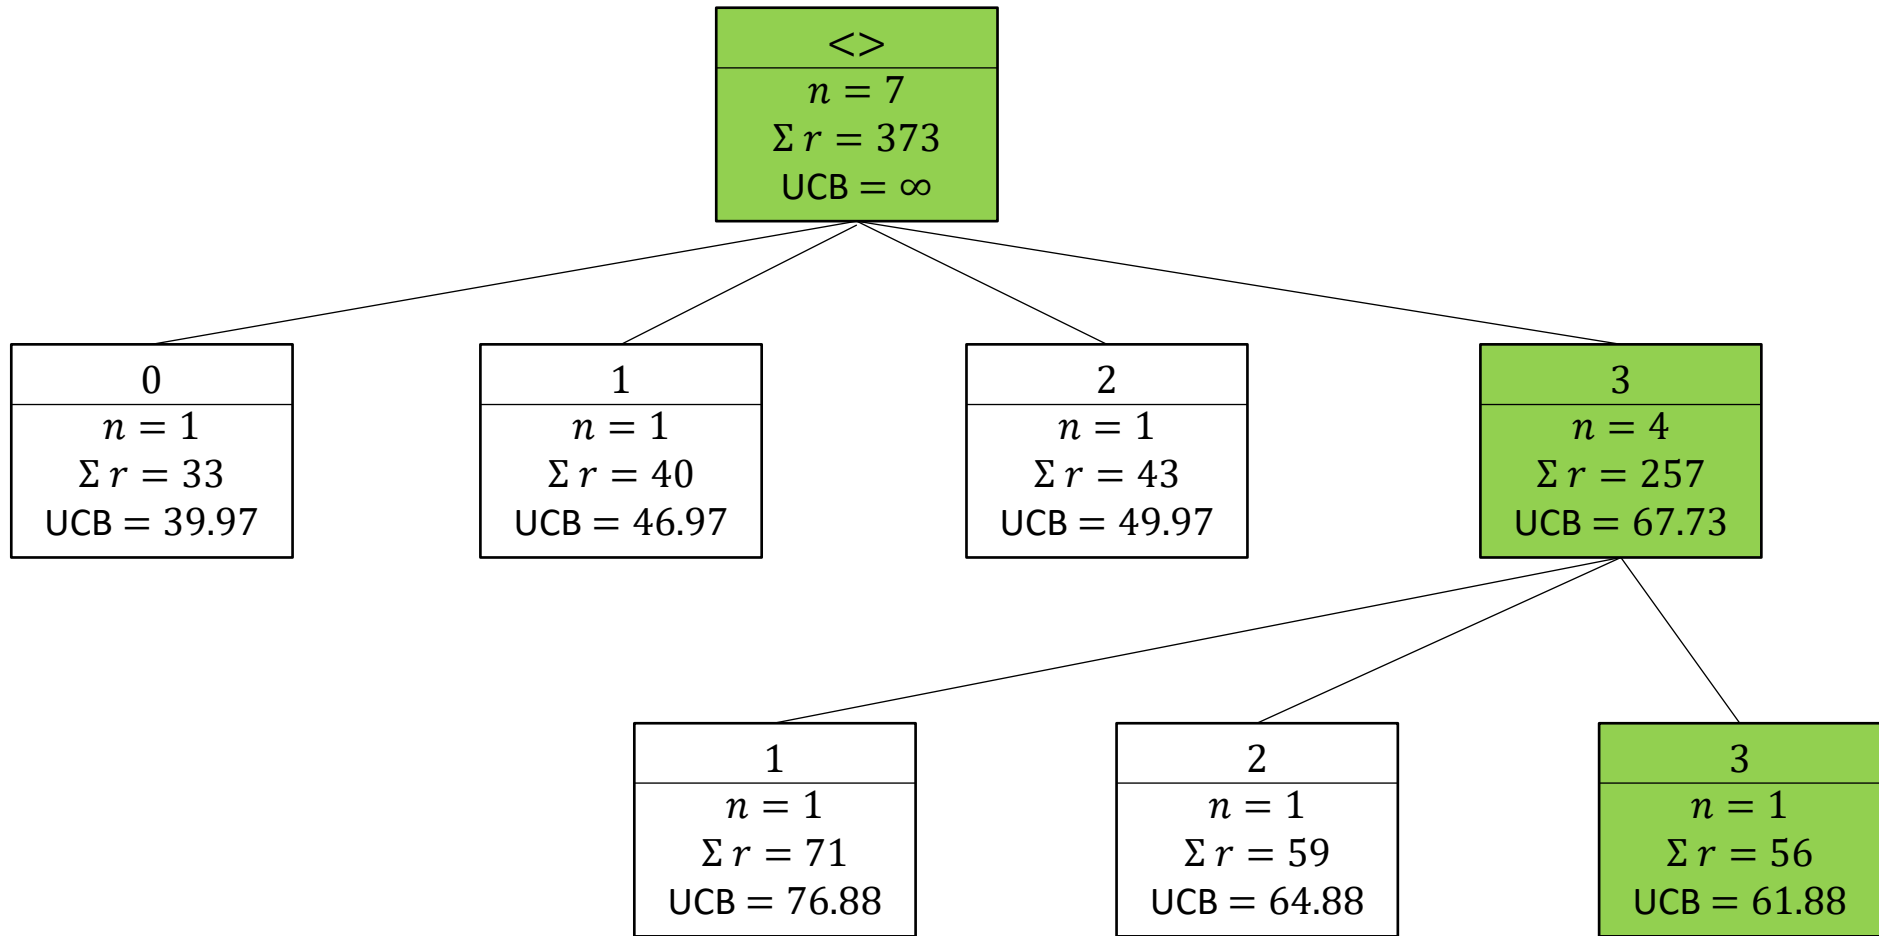 <>
n = 7
Σ r = 373
UCB = ∞
0
n = 1
Σ r = 33
UCB = 39.97
1
n = 1
Σ r = 40
UCB = 46.97
2
n = 1
Σ r = 43
UCB = 49.97
3
n = 4
Σ r = 257
UCB = 67.73
1
n = 1
Σ r = 71
UCB = 76.88
2
n = 1
Σ r = 59
UCB = 64.88
3
n = 1
Σ r = 56
UCB = 61.88